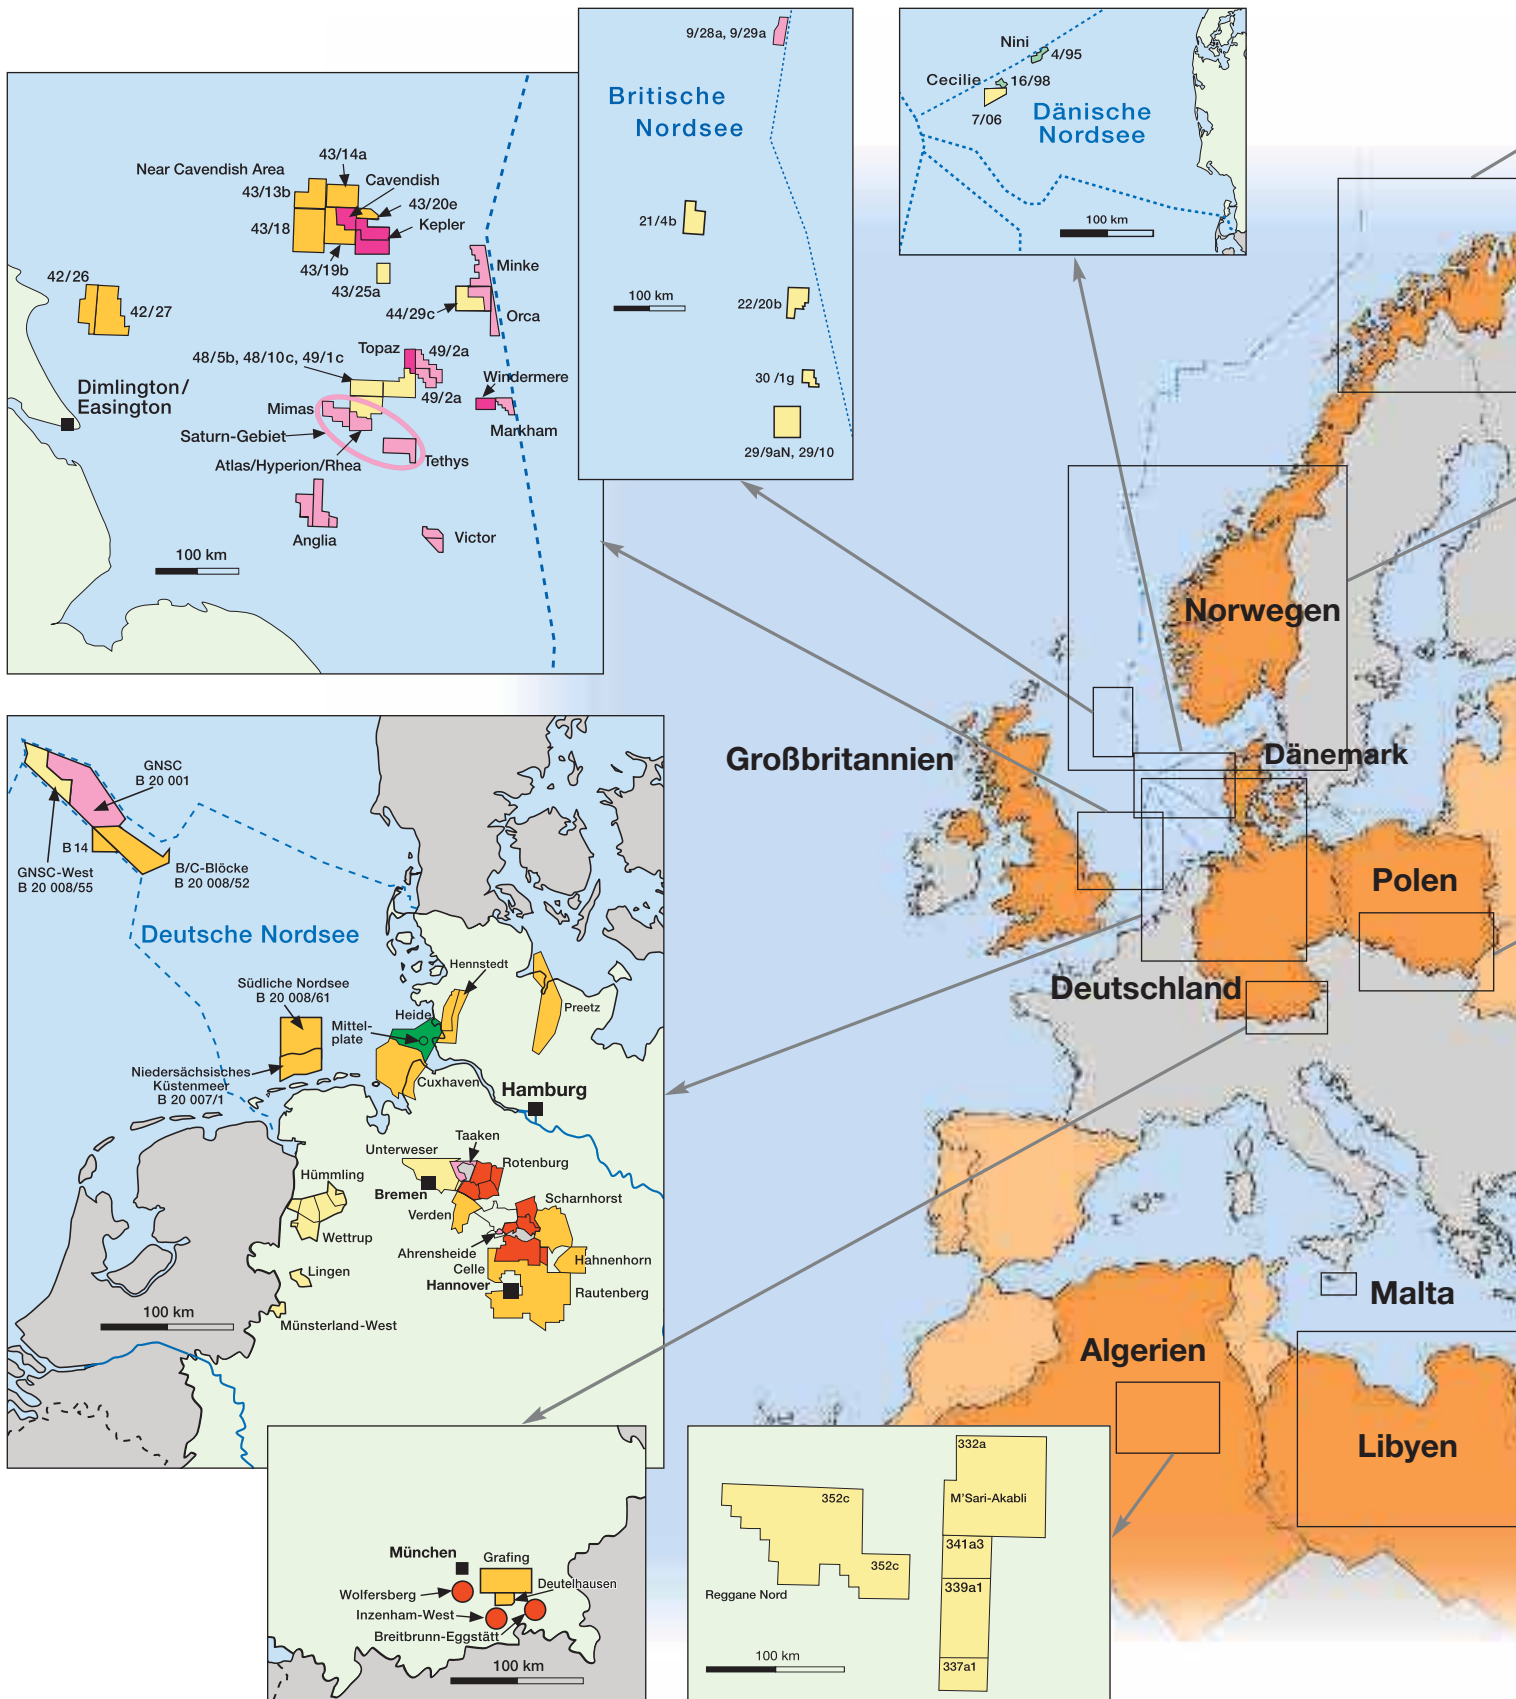 9/28a, 9/29a
Britische
Nordsee
21/4b
100 km
22/20b
30 /1g
29/9aN, 29/10
Nini
4/95
Cecilie
16/98
7/06
Dänische
Nordsee
100 km
43/14a
Near Cavendish Area
Cavendish
43/13b
43/20e
43/18
Kepler
43/19b
43/25a
Minke
42/26
42/27
44/29c
Orca
Topaz
49/2a
48/5b, 48/10c, 49/1c
Windermere
Dimlington/
Easington
49/2a
Mimas
Markham
Saturn-Gebiet
Atlas/Hyperion/Rhea
Tethys
Anglia
Victor
100 km
GNSC
B 20 001
B 14
GNSC-West
B 20 008/55
B/C-Blöcke
B 20 008/52
Deutsche Nordsee
Hennstedt
Südliche Nordsee
B 20 008/61
Preetz
Heide
Mittel-
plate
Niedersächsisches
Küstenmeer
B 20 007/1
Cuxhaven
Hamburg
Taaken
Unterweser
Rotenburg
Hümmling
Bremen
Scharnhorst
Verden
Wettrup
Ahrensheide
Celle
Hahnenhorn
Lingen
Hannover
Rautenberg
100 km
Münsterland-West
München
Grafing
Wolfersberg
Deutelhausen
Inzenham-West
Breitbrunn-Eggstätt
100 km
332a
352c
M'Sari-Akabli
341a3
352c
339a1
Reggane Nord
100 km
337a1
Norwegen
Großbritannien
Dänemark
Polen
Deutschland
Malta
Algerien
Libyen